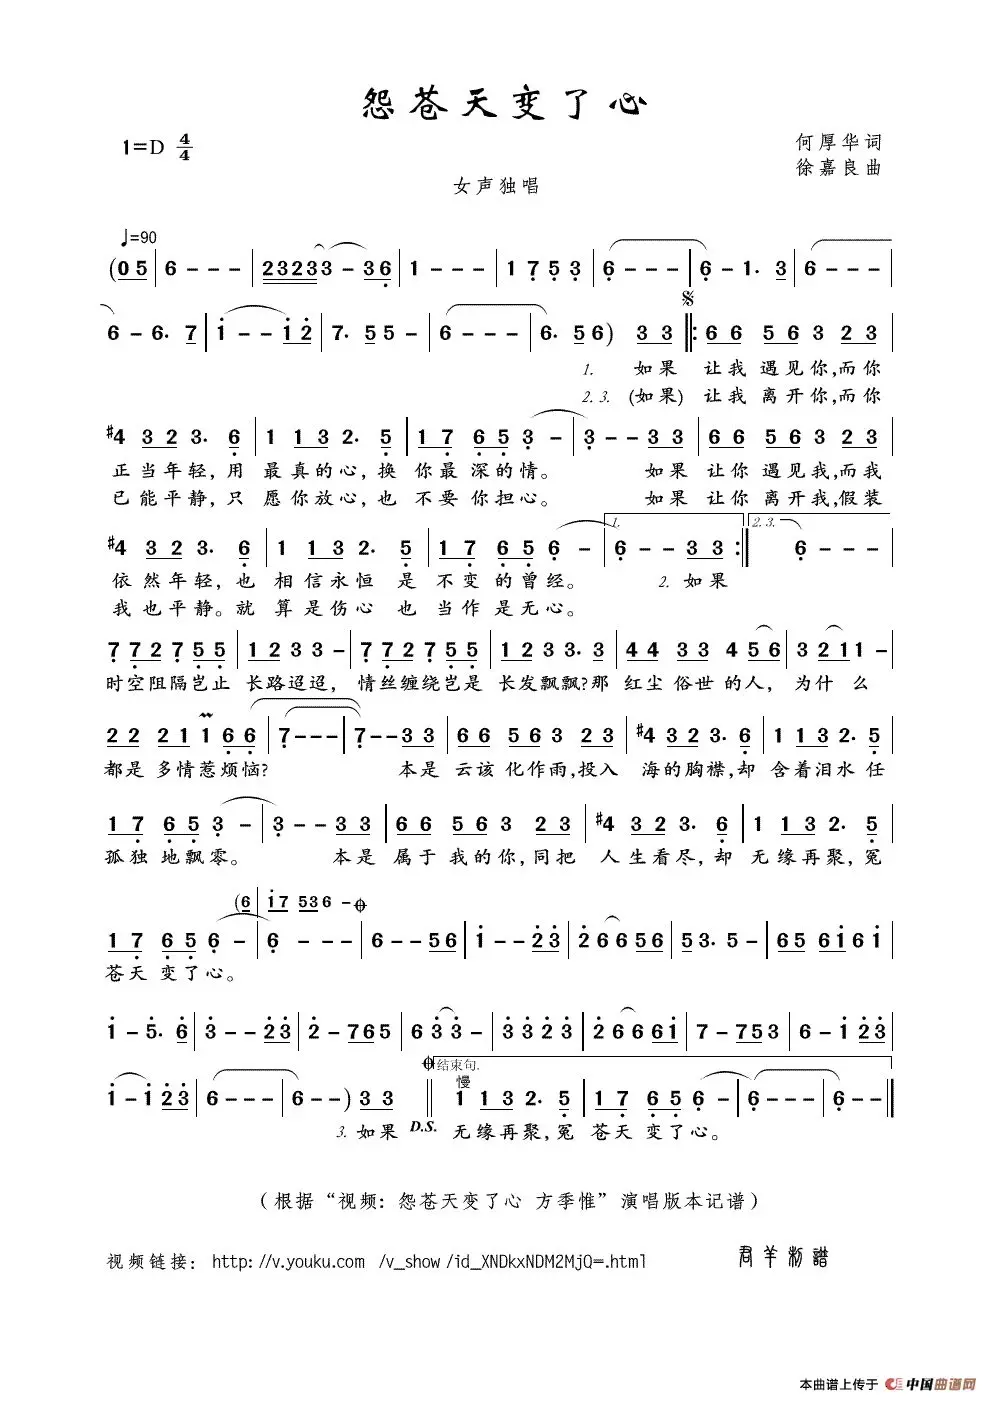 怨苍天变了心
1=D 4/4
何厚华词
徐嘉良曲
女声独唱
♩=90
(0 5 | 6 - - - | 2 3 2 3 3 - 3 6 | 1 - - - | 1 7 5 3 | 6 - - - | 6 - 1. 3 | 6 - - -
6 - 6. 7 | 1 - - 1 2 | 7. 5 5 - | 6 - - - | 6. 5 6) 3 3 ‖: 6 6 5 6 3 2 3
1. 如果 让我 遇见你,而你
2.3. (如果) 让我 离开你,而你
#4 3 2 3. 6 | 1 1 3 2. 5 | 1 7 6 5 3 - | 3 - - 3 3 | 6 6 5 6 3 2 3
正当年轻,用 最真的心,换 你最深的情。 如果 让你 遇见我,而我
已能平静,只 愿你放心,也 不要你担心。 如果 让你 离开我,假装
1. 2.3.
#4 3 2 3. 6 | 1 1 3 2. 5 | 1 7 6 5 6 - | 6 - - 3 3 :‖ 6 - - -
依然年轻,也 相信永恒 是 不变的曾经。 2. 如果
我也平静。就 算是伤心 也 当作是无心。
7 7 2 7 5 5 | 1 2 3 3 - | 7 7 2 7 5 5 | 1 2 3 3. 3 | 4 4 3 3 4 5 6 | 3 2 1 1 -
时空阻隔岂止 长路迢迢, 情丝缠绕岂是 长发飘飘?那 红尘 俗世的人, 为什么
2 2 2 1 1 6 6 | 7 - - - | 7 - - 3 3 | 6 6 5 6 3 2 3 | #4 3 2 3. 6 | 1 1 3 2. 5
都是 多情惹烦恼? 本是 云该 化作雨,投入 海的胸襟,却 含着泪水 任
1 7 6 5 3 - | 3 - - 3 3 | 6 6 5 6 3 2 3 | #4 3 2 3. 6 | 1 1 3 2. 5
孤独 地飘零。 本是 属于 我的你,同把 人生看尽,却 无缘再聚,冤
(6 | 1 7 5 3 6 -
1 7 6 5 6 - | 6 - - - | 6 - - 5 6 | 1 - - 2 3 | 2 6 6 5 6 | 5 3. 5 - | 6 5 6 1 6 1
苍天 变了心。
1 - 5. 6 | 3 - - 2 3 | 2 - 7 6 5 | 6 3 3 - | 3 3 2 3 | 2 6 6 6 1 | 7 - 7 5 3 | 6 - 1 2 3
结束句.
慢
1 - 1 2 3 | 6 - - - | 6 - - ) 3 3 ‖ 1 1 3 2. 5 | 1 7 6 5 6 - | 6 - - - | 6 - - ‖
3. 如果 D.S. 无缘再聚,冤 苍天 变了心。
(根据“视频:怨苍天变了心 方季惟”演唱版本记谱)
视频链接: http://v.youku.com /v_show /id_XNDkxNDM2MjQ=.html
君羊制谱
本曲谱上传于 中国曲谱网